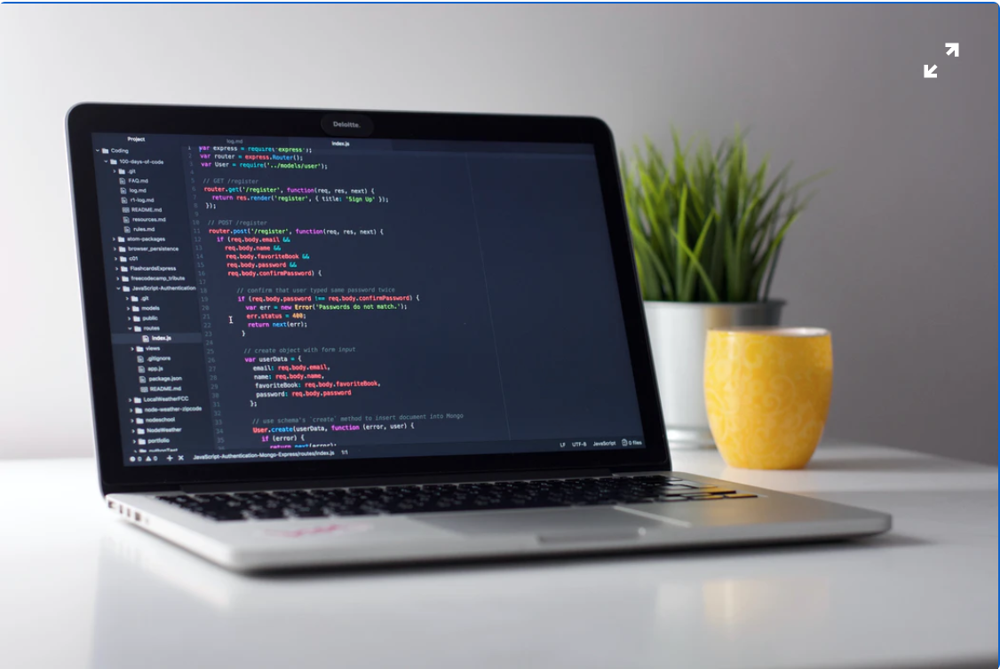 Deloitte.
Project
log.md
index.js
Coding
100-days-of-code
.git
FAQ.md
log.md
r1-log.md
README.md
resources.md
rules.md
atom-packages
browser_persistence
c01
FlashcardsExpress
freecodecamp_tribute
JavaScript-Authentication
.git
models
public
routes
index.js
views
.gitignore
app.js
package.json
README.md
LocalWeatherFCC
node-weather-zipcode
nodeschool
NodeWeather
portfolio
1 var express = require('express');
2 var router = express.Router();
3 var User = require('../models/user');
4
5 // GET /register
6 router.get('/register', function(req, res, next) {
7 return res.render('register', { title: 'Sign Up' });
8 });
9
10 // POST /register
11 router.post('/register', function(req, res, next) {
12 if (req.body.email &&
13 req.body.name &&
14 req.body.favoriteBook &&
15 req.body.password &&
16 req.body.confirmPassword) {
17
18 // confirm that user typed same password twice
19 if (req.body.password !== req.body.confirmPassword) {
20 var err = new Error('Passwords do not match.');
21 err.status = 400;
22 return next(err);
23 }
24
25 // create object with form input
26 var userData = {
27 email: req.body.email,
28 name: req.body.name,
29 favoriteBook: req.body.favoriteBook,
30 password: req.body.password
31 };
32
33 // use schema's `create` method to insert document into Mongo
34 User.create(userData, function (error, user) {
35 if (error) {
return next(error);
0 0 + × JavaScript-Authentication-Mongo-Express/routes/index.js 1:1
LF UTF-8 JavaScript 0 files